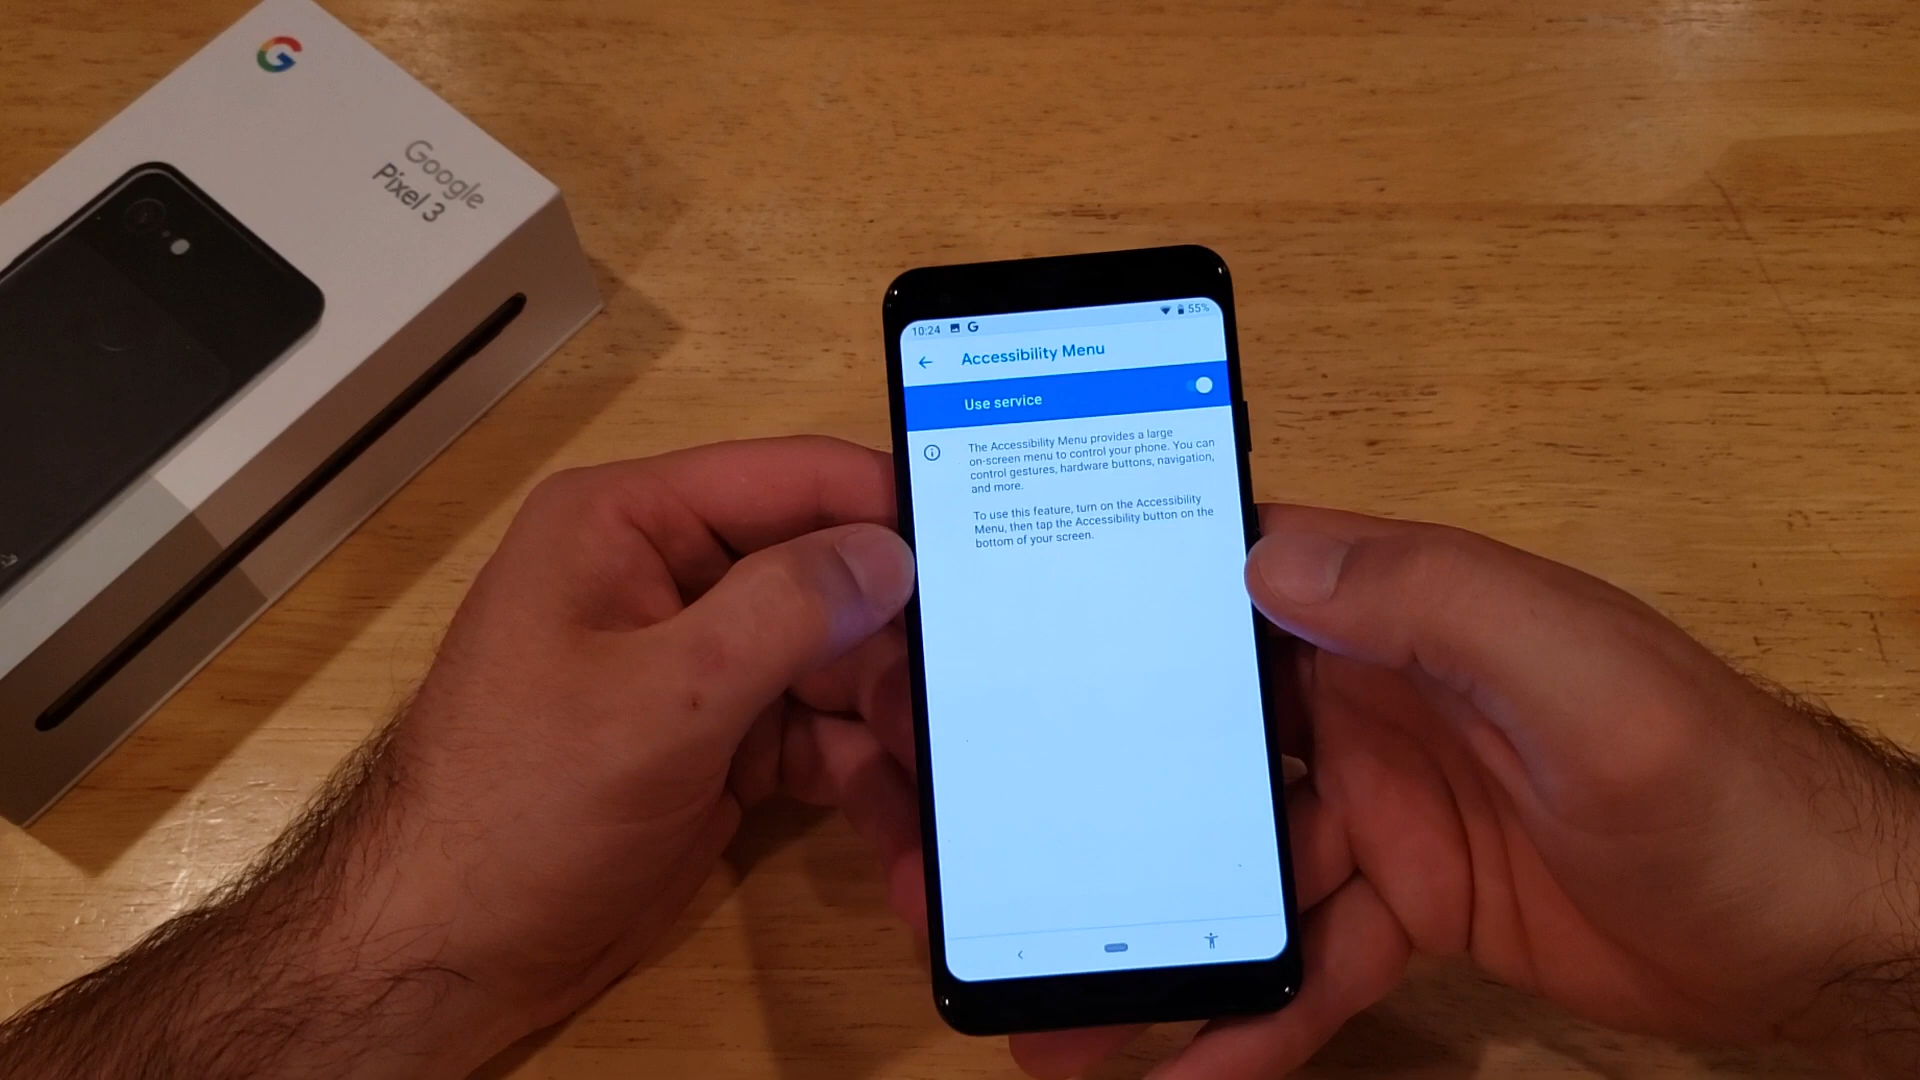 Google
Pixel 3
10:24
55%
Accessibility Menu
Use service
The Accessibility Menu provides a large
on-screen menu to control your phone. You can
control gestures, hardware buttons, navigation,
and more.
To use this feature, turn on the Accessibility
Menu, then tap the Accessibility button on the
bottom of your screen.